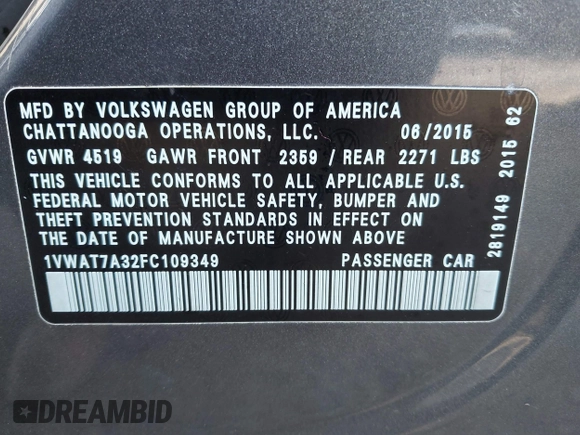 MFD BY VOLKSWAGEN GROUP OF AMERICA
CHATTANOOGA OPERATIONS, LLC. 06/2015
GVWR 4519 GAWR FRONT 2359 / REAR 2271 LBS
THIS VEHICLE CONFORMS TO ALL APPLICABLE U.S.
FEDERAL MOTOR VEHICLE SAFETY, BUMPER AND
THEFT PREVENTION STANDARDS IN EFFECT ON
THE DATE OF MANUFACTURE SHOWN ABOVE
1VWAT7A32FC109349 PASSENGER CAR
2819149 2015 62
DREAMBID